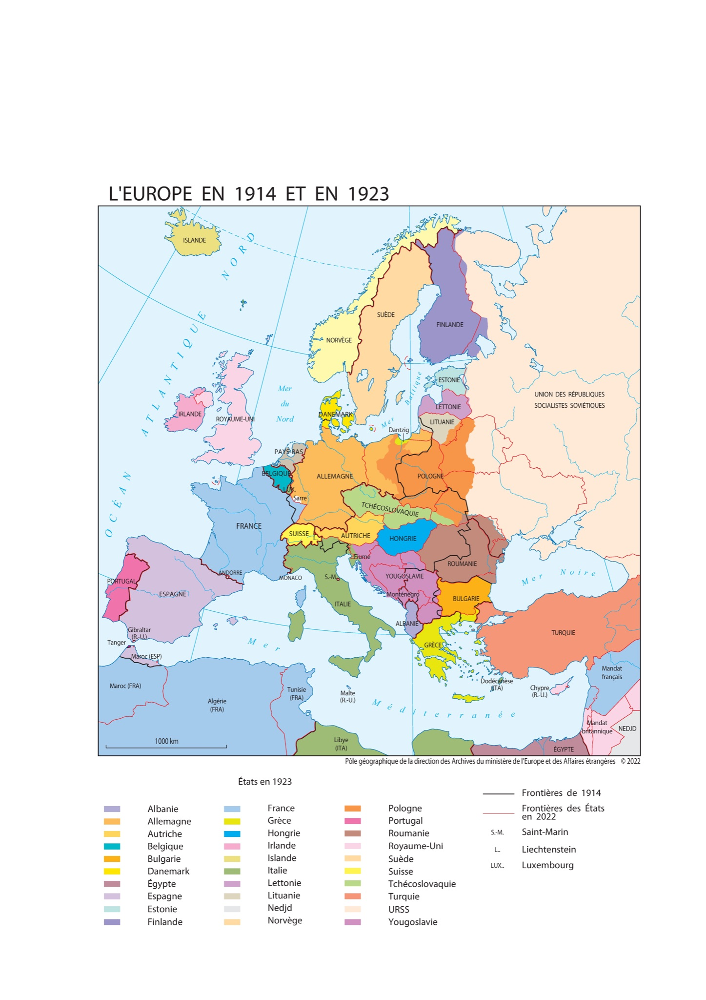 L'EUROPE EN 1914 ET EN 1923
ISLANDE
OCÉAN ATLANTIQUE NORD
SUÈDE
FINLANDE
NORVÈGE
ESTONIE
Mer
du
Nord
Mer Baltique
UNION DES RÉPUBLIQUES
SOCIALISTES SOVIÉTIQUES
LETTONIE
IRLANDE
ROYAUME-UNI
DANEMARK
LITUANIE
Dantzig
PAYS-BAS
BELGIQUE
ALLEMAGNE
POLOGNE
LUX.
Sarre
TCHÉCOSLOVAQUIE
FRANCE
SUISSE
L.
AUTRICHE
HONGRIE
Fiume
ROUMANIE
ANDORRE
MONACO
S.-M.
YOUGOSLAVIE
Mer Noire
PORTUGAL
ESPAGNE
Monténégro
BULGARIE
ITALIE
ALBANIE
Gibraltar
(R.-U.)
TURQUIE
Tanger
Mer
GRÈCE
Maroc (ESP)
Mandat
français
Dodécanèse
(ITA)
Maroc (FRA)
Chypre
(R.-U.)
Tunisie
(FRA)
Malte
(R.-U.)
Algérie
(FRA)
Méditerranée
Mandat
britannique
NEDJD
1000 km
Libye
(ITA)
ÉGYPTE
Pôle géographique de la direction des Archives du ministère de l'Europe et des Affaires étrangères © 2022
États en 1923
Albanie
Allemagne
Autriche
Belgique
Bulgarie
Danemark
Égypte
Espagne
Estonie
Finlande
France
Grèce
Hongrie
Irlande
Islande
Italie
Lettonie
Lituanie
Nedjd
Norvège
Pologne
Portugal
Roumanie
Royaume-Uni
Suède
Suisse
Tchécoslovaquie
Turquie
URSS
Yougoslavie
Frontières de 1914
Frontières des États
en 2022
S.-M. Saint-Marin
L.. Liechtenstein
LUX.. Luxembourg